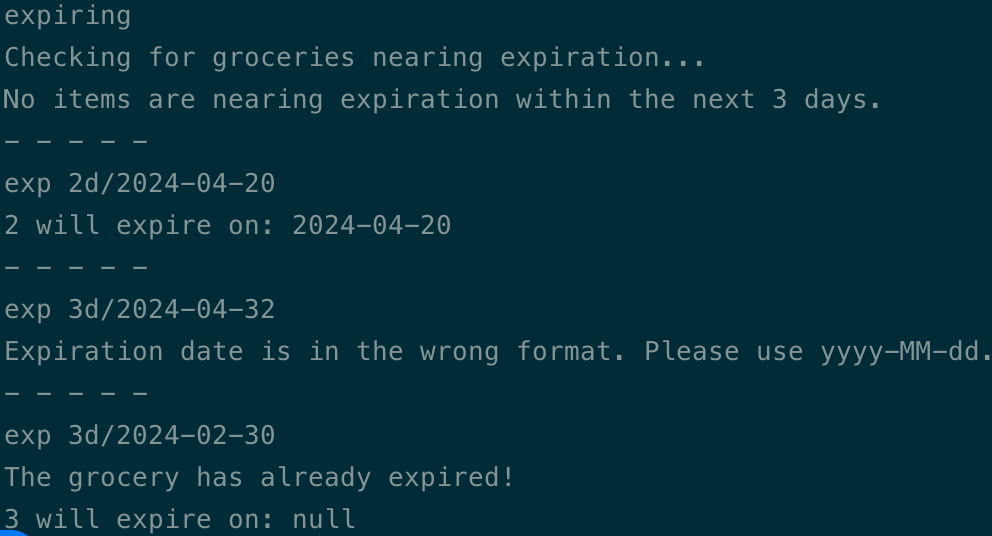 expiring
Checking for groceries nearing expiration...
No items are nearing expiration within the next 3 days.
- - - - -
exp 2d/2024-04-20
2 will expire on: 2024-04-20
- - - - -
exp 3d/2024-04-32
Expiration date is in the wrong format. Please use yyyy-MM-dd.
- - - - -
exp 3d/2024-02-30
The grocery has already expired!
3 will expire on: null